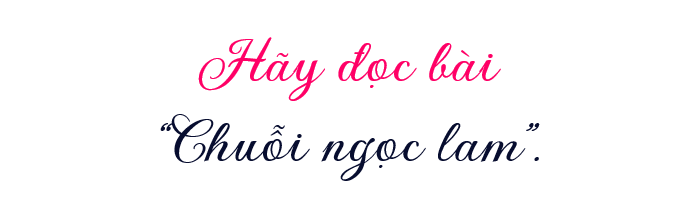 Hãy đọc bài
“Chuỗi ngọc lam”.